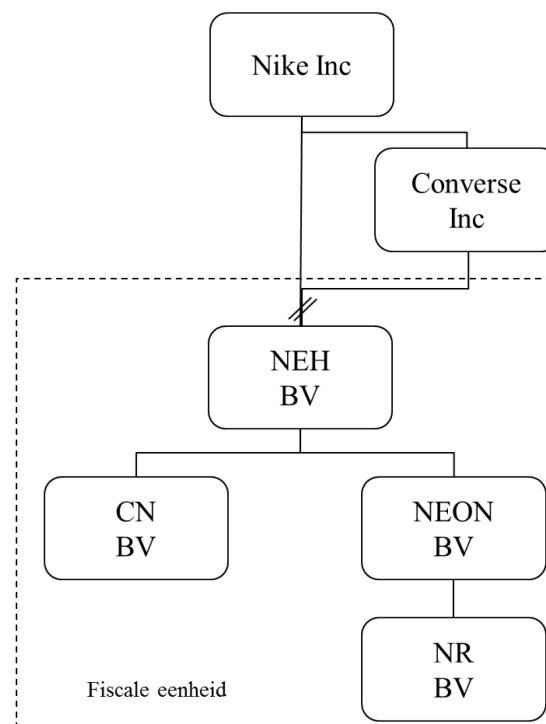 Nike Inc
Converse
Inc
NEH
BV
CN
BV
NEON
BV
NR
BV
Fiscale eenheid